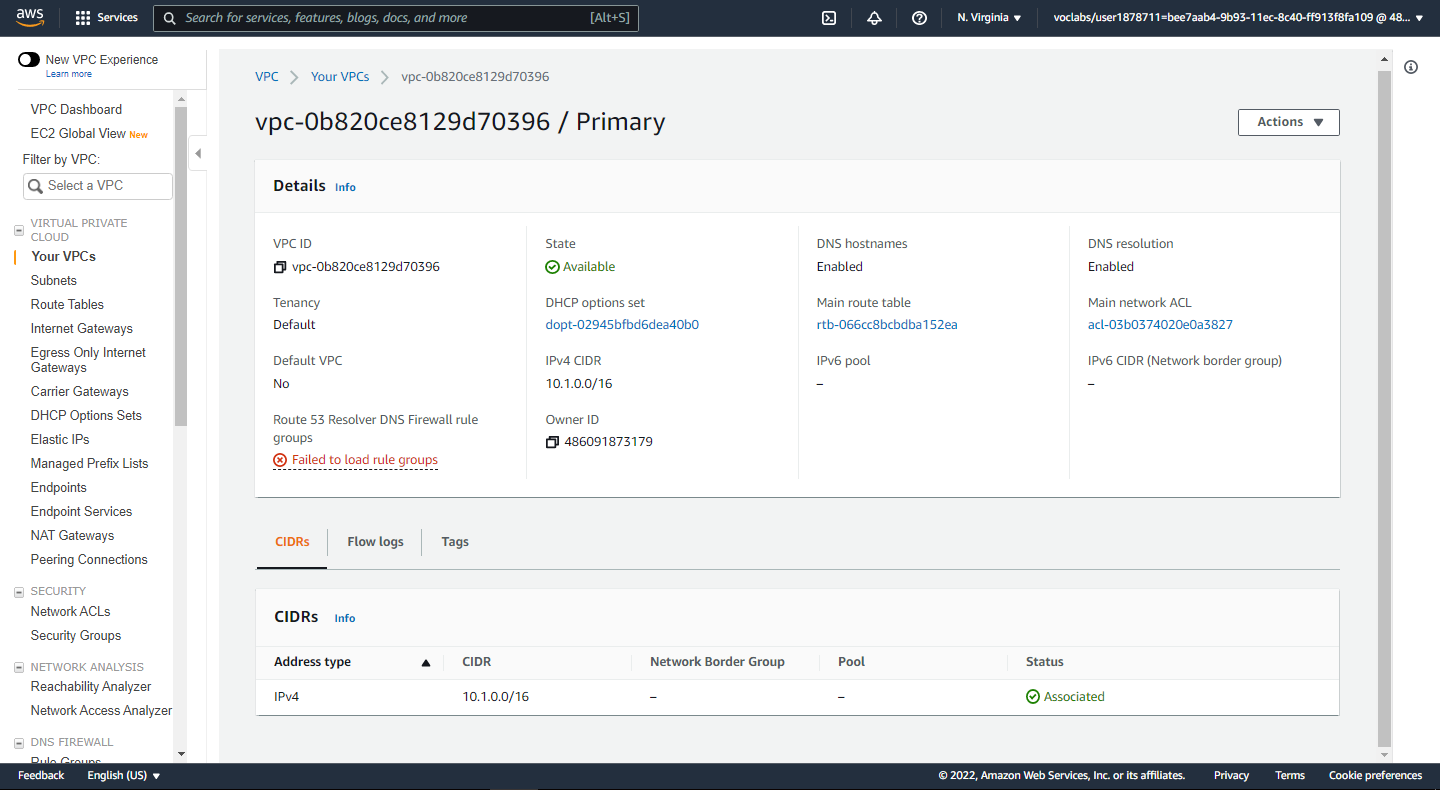 aws
Services
Search for services, features, blogs, docs, and more [Alt+S]
N. Virginia
voclabs/user1878711=bee7aab4-9b93-11ec-8c40-ff913f8fa109 @ 48...
New VPC Experience
Learn more
VPC Dashboard
EC2 Global View New
Filter by VPC:
Select a VPC
VIRTUAL PRIVATE
CLOUD
Your VPCs
Subnets
Route Tables
Internet Gateways
Egress Only Internet
Gateways
Carrier Gateways
DHCP Options Sets
Elastic IPs
Managed Prefix Lists
Endpoints
Endpoint Services
NAT Gateways
Peering Connections
SECURITY
Network ACLs
Security Groups
NETWORK ANALYSIS
Reachability Analyzer
Network Access Analyzer
DNS FIREWALL
Rule Groups
VPC Your VPCs vpc-0b820ce8129d70396
vpc-0b820ce8129d70396 / Primary
Actions
Details Info
VPC ID
vpc-0b820ce8129d70396
State
Available
DNS hostnames
Enabled
DNS resolution
Enabled
Tenancy
Default
DHCP options set
dopt-02945bfbd6dea40b0
Main route table
rtb-066cc8bcbdba152ea
Main network ACL
acl-03b0374020e0a3827
Default VPC
No
IPv4 CIDR
10.1.0.0/16
IPv6 pool
–
IPv6 CIDR (Network border group)
–
Route 53 Resolver DNS Firewall rule
groups
Failed to load rule groups
Owner ID
486091873179
CIDRs Flow logs Tags
CIDRs Info
Address type CIDR Network Border Group Pool Status
IPv4 10.1.0.0/16 – – Associated
Feedback English (US) © 2022, Amazon Web Services, Inc. or its affiliates. Privacy Terms Cookie preferences